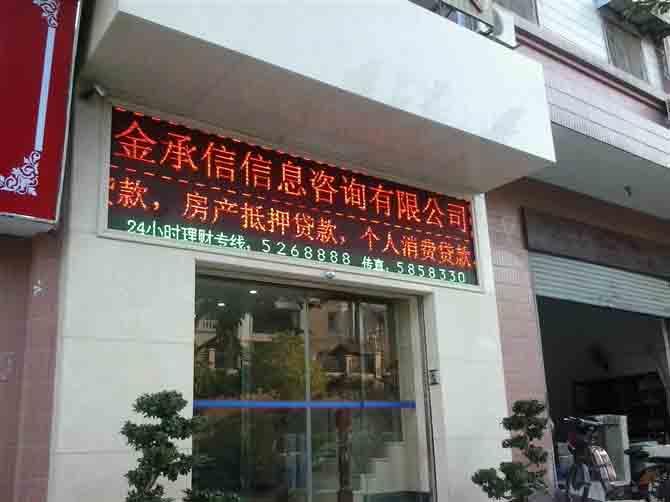 金承信信息咨询有限公司
款，房产抵押贷款，个人消费贷款
24小时理财专线：5268888 传真：5858330